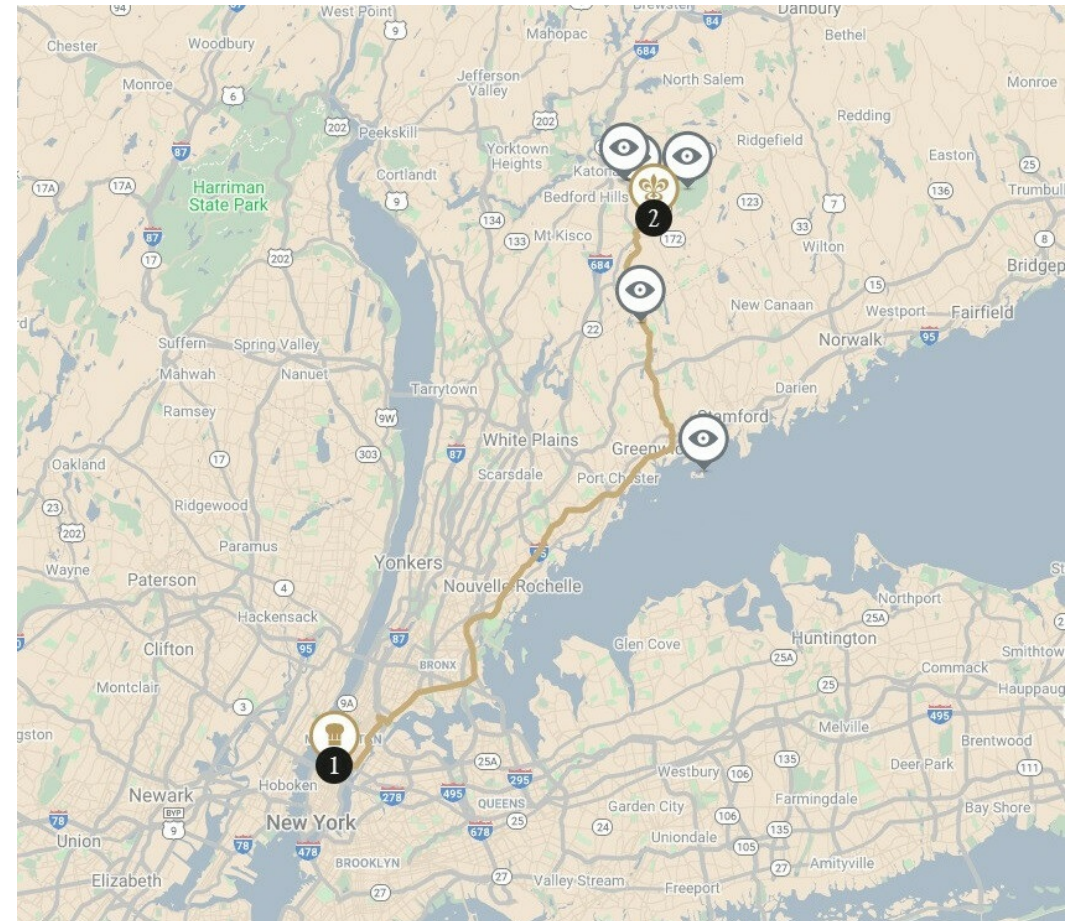 West Point
Brewster
Danbury
94
9
84
Chester
Woodbury
Mahopac
684
Bethel
Monroe
Jefferson
Valley
North Salem
Monroe
6
202
202
Redding
87
Peekskill
Yorktown
Heights
Ridgefield
Easton
25
17A
17A
Harriman
State Park
Cortlandt
Katona
136
Trumbull
9
Bedford Hills
123
7
87
134
2
33
8
17
202
133
Mt Kisco
172
Wilton
684
Bridgep
15
New Canaan
Westport
Fairfield
22
95
Suffern
Spring Valley
Norwalk
Mahwah
Nanuet
Tarrytown
Darien
Ramsey
9W
Stamford
17
303
87
White Plains
Greenwi
Oakland
Scarsdale
Port Chester
23
Ridgewood
202
Paramus
Wayne
Yonkers
Paterson
4
Nouvelle-Rochelle
Northport
Hackensack
25A
87
Glen Cove
Huntington
Clifton
95
BRONX
25A
Smithtow
Commack
Montclair
9A
25
Hauppaug
3
495
Melville
Brentwood
1
25A
135
Deer Park
Hoboken
295
Westbury
106
111
Newark
278
495
Farmingdale
78
BYP
9
QUEENS
25
Garden City
106
Bay Shore
Union
New York
678
24
135
78
478
Uniondale
105
BROOKLYN
27
Amityville
Elizabeth
27
27
Valley Stream
Freeport